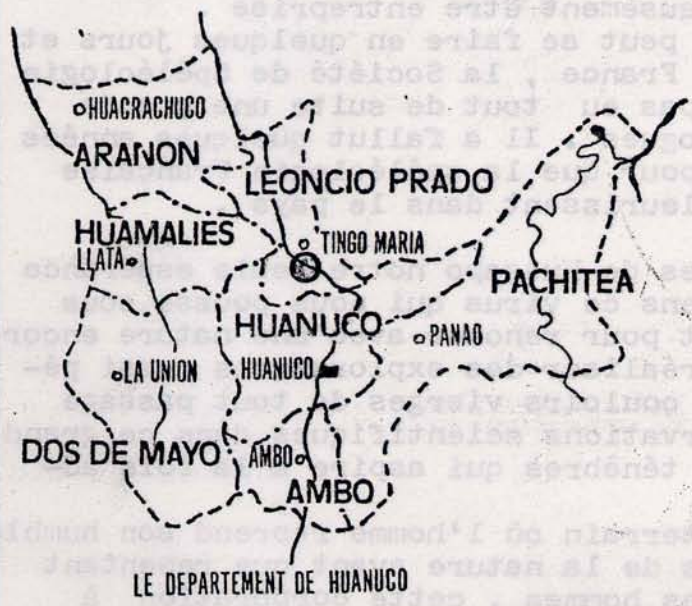 HUACRACHUCO
ARANON
LEONCIO PRADO
HUAMALIES
TINGO MARIA
LLATA
PACHITEA
HUANUCO
PANAO
HUANUCO
LA UNION
DOS DE MAYO
AMBO
AMBO
LE DEPARTEMENT DE HUANUCO